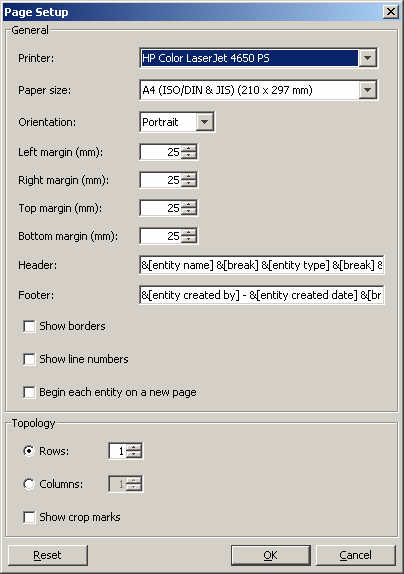 Page Setup
General
Printer: HP Color LaserJet 4650 PS
Paper size: A4 (ISO/DIN & JIS) (210 x 297 mm)
Orientation: Portrait
Left margin (mm): 25
Right margin (mm): 25
Top margin (mm): 25
Bottom margin (mm): 25
Header: &[entity name] &[break] &[entity type] &[break] &
Footer: &[entity created by] - &[entity created date] &[br
Show borders
Show line numbers
Begin each entity on a new page
Topology
Rows: 1
Columns: 1
Show crop marks
Reset OK Cancel